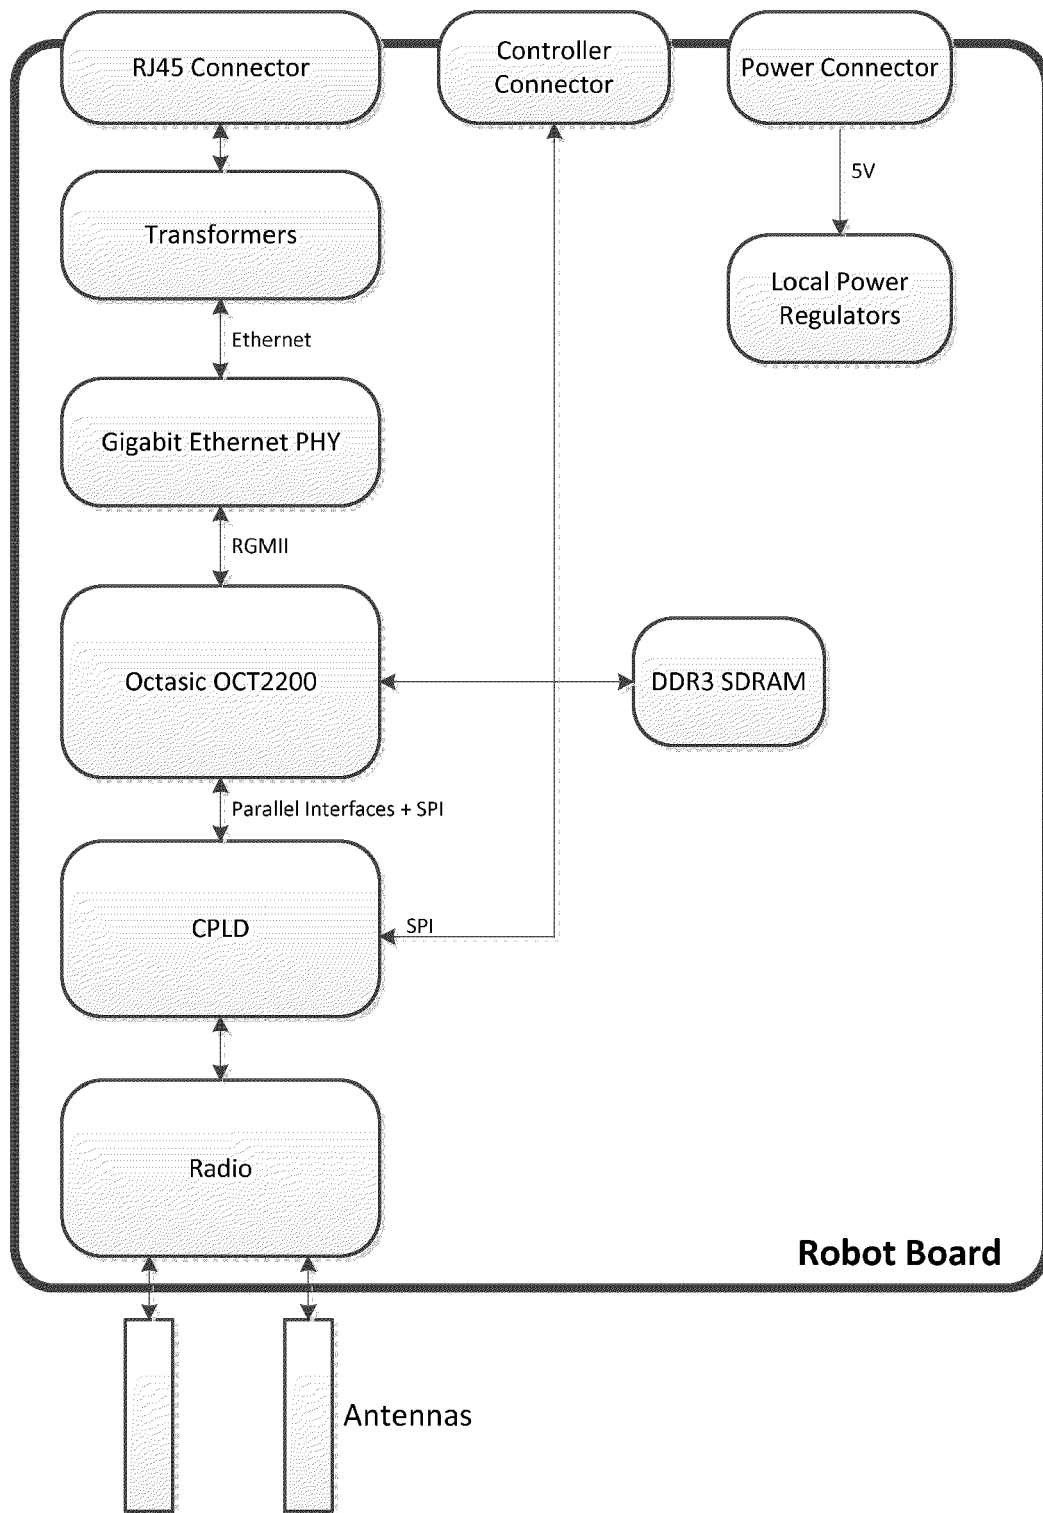 RJ45 Connector
Controller
Connector
Power Connector
5V
Transformers
Local Power
Regulators
Ethernet
Gigabit Ethernet PHY
RGMII
Octasic OCT2200
DDR3 SDRAM
Parallel Interfaces + SPI
CPLD
SPI
Radio
Robot Board
Antennas